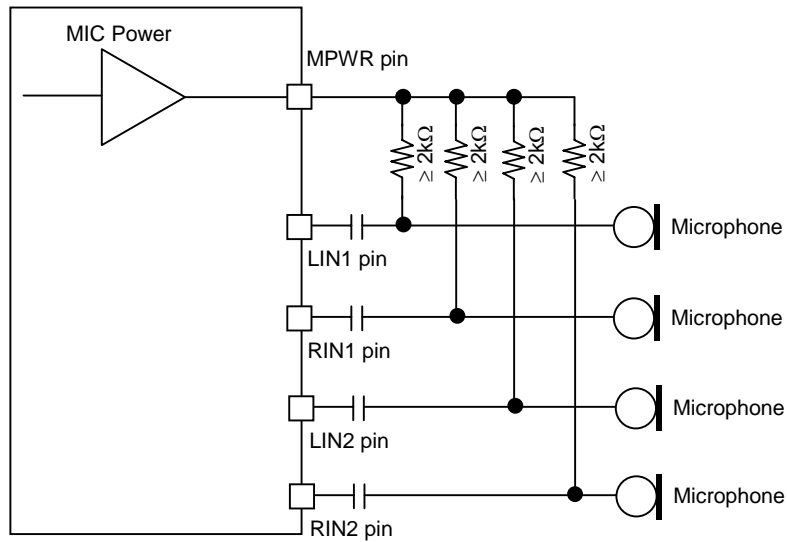 MIC Power
MPWR pin
≥ 2kΩ
≥ 2kΩ
≥ 2kΩ
≥ 2kΩ
LIN1 pin
Microphone
RIN1 pin
Microphone
LIN2 pin
Microphone
RIN2 pin
Microphone